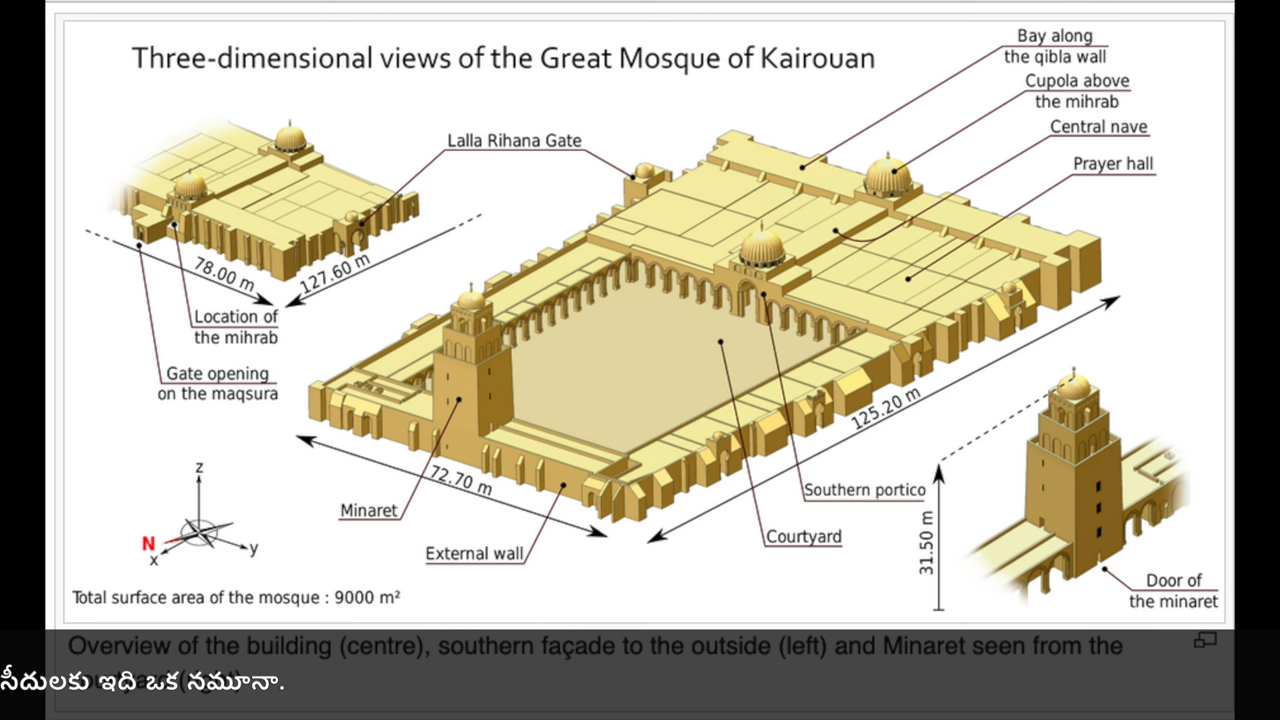 Three-dimensional views of the Great Mosque of Kairouan
Bay along
the qibla wall
Cupola above
the mihrab
Central nave
Prayer hall
Lalla Rihana Gate
78.00 m
127.60 m
Location of
the mihrab
Gate opening
on the maqsura
72.70 m
125.20 m
Minaret
External wall
Southern portico
Courtyard
31.50 m
Door of
the minaret
z
N
x
y
Total surface area of the mosque : 9000 m²
Overview of the building (centre), southern façade to the outside (left) and Minaret seen from the
సీదులకు ఇది ఒక నమూనా.